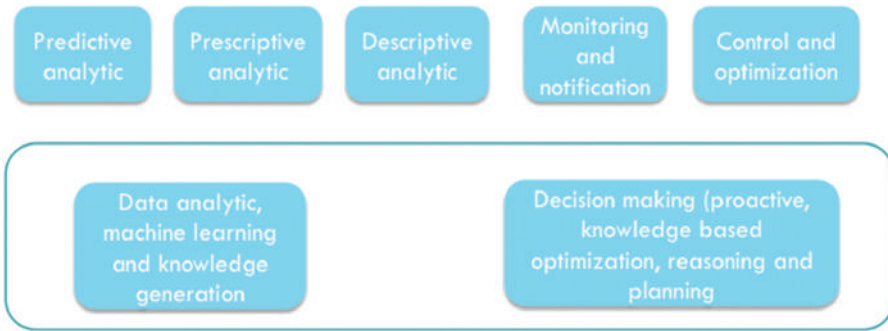 Predictive
analytic
Prescriptive
analytic
Descriptive
analytic
Monitoring
and
notification
Control and
optimization
Data analytic,
machine learning
and knowledge
generation
Decision making (proactive,
knowledge based
optimization, reasoning and
planning